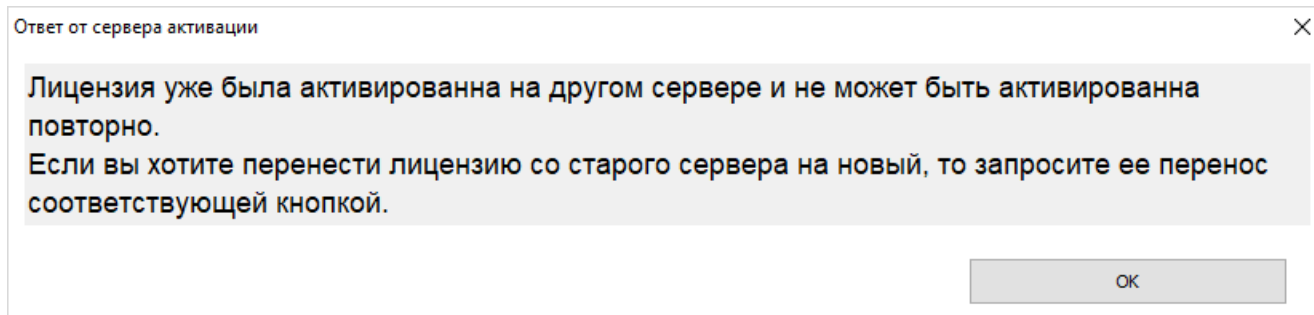 Ответ от сервера активации
Лицензия уже была активированна на другом сервере и не может быть активированна
повторно.
Если вы хотите перенести лицензию со старого сервера на новый, то запросите ее перенос
соответствующей кнопкой.
ОК